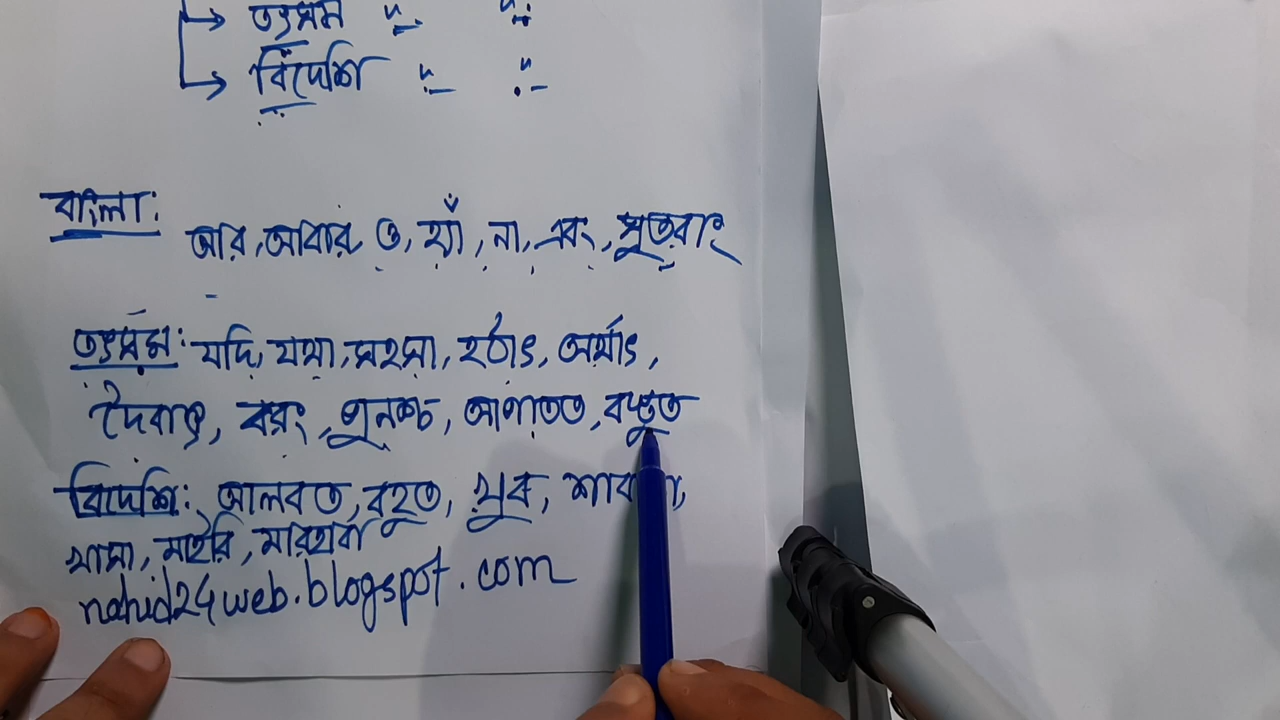 তৎসম " "
বিদেশি " "
বাংলা:
আর, আবার, ও, হ্যাঁ, না, এবং, সুতরাং
তৎসম: যদি, যথা, সহসা, হঠাৎ, অর্থাৎ,
দৈবাৎ, বরং, পুনশ্চ, আপাতত, বস্তুত
বিদেশি: আলবত, বহুত, খুব,
খাসা, মাইরি, মারহাবা
nahid24web.blogspot.com